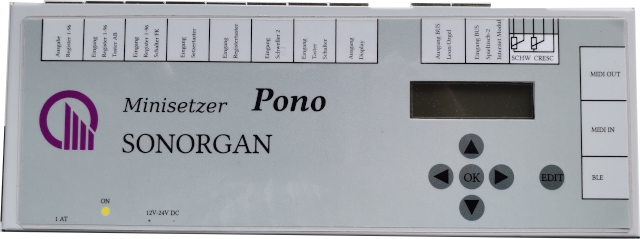 Ausgabe
Register 1-96
Eingang
Register 1-96
Taster AB
Eingang
Register 1-96
Schalter FK
Eingang
Setzertaster
Eingang
Registertaster
Eingang
Schweller 2
Eingang
Taster
Schalter
Ausgang
Display
Ausgang BUS
Leon Orgel
Eingang BUS
Spieltisch-2
Internet Modul
SCHW CRESC
MIDI OUT
MIDI IN
BLE
Minisetzer Pono
SONORGAN
OK
EDIT
ON
1 AT
12V-24V DC
+ -